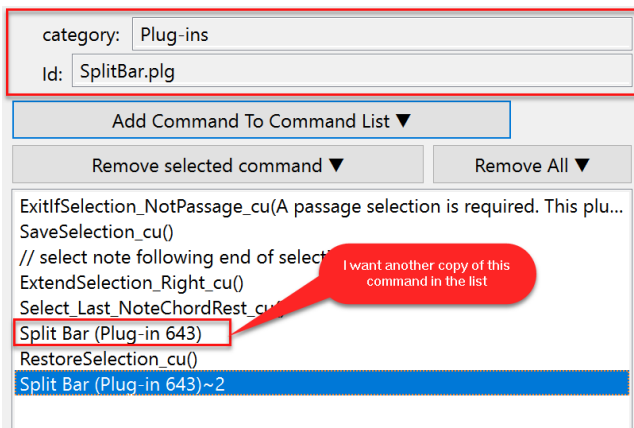 category: Plug-ins
Id: SplitBar.plg
Add Command To Command List ▼
Remove selected command ▼ Remove All ▼
ExitIfSelection_NotPassage_cu(A passage selection is required. This plu...
SaveSelection_cu()
// select note following end of select
ExtendSelection_Right_cu()
Select_Last_NoteChordRest_cu()
I want another copy of this
command in the list
Split Bar (Plug-in 643)
RestoreSelection_cu()
Split Bar (Plug-in 643)~2